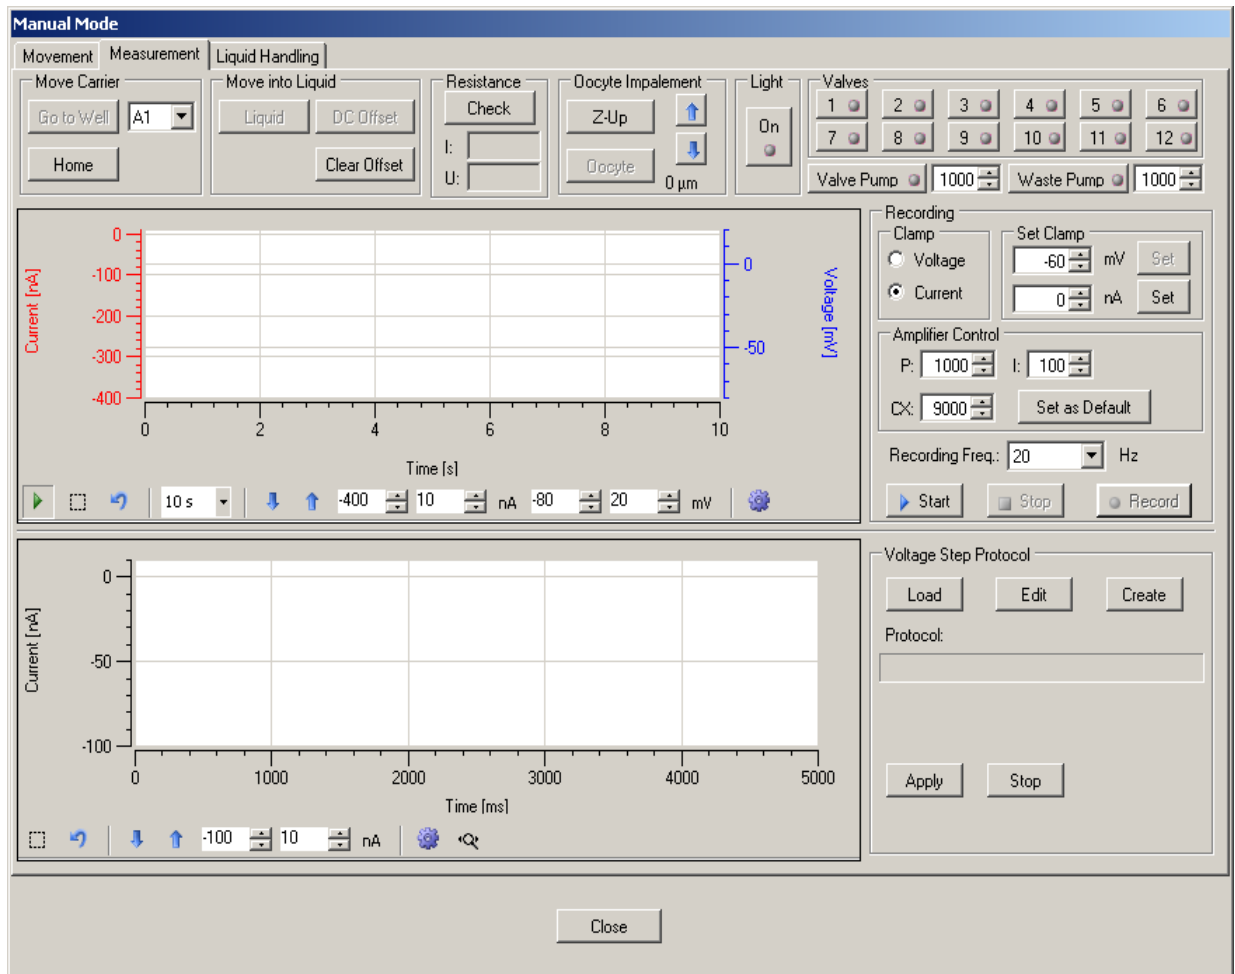 Manual Mode
Movement Measurement Liquid Handling
Move Carrier Move into Liquid Resistance Oocyte Impalement Light Valves
Go to Well A1 Liquid DC Offset Check Z-Up On 1 2 3 4 5 6
7 8 9 10 11 12
Home Clear Offset I: U: Oocyte 0 µm
Valve Pump 1000 Waste Pump 1000
Current [nA]
0
-100
-200
-300
-400
0 2 4 6 8 10
Time [s]
0
-50
Voltage [mV]
10 s -400 10 nA -80 20 mV
Recording
Clamp Set Clamp
Voltage -60 mV Set
Current 0 nA Set
Amplifier Control
P: 1000 I: 100
CX: 9000 Set as Default
Recording Freq.: 20 Hz
Start Stop Record
Current [nA]
0
-50
-100
0 1000 2000 3000 4000 5000
Time [ms]
-100 10 nA
Voltage Step Protocol
Load Edit Create
Protocol:
Apply Stop
Close